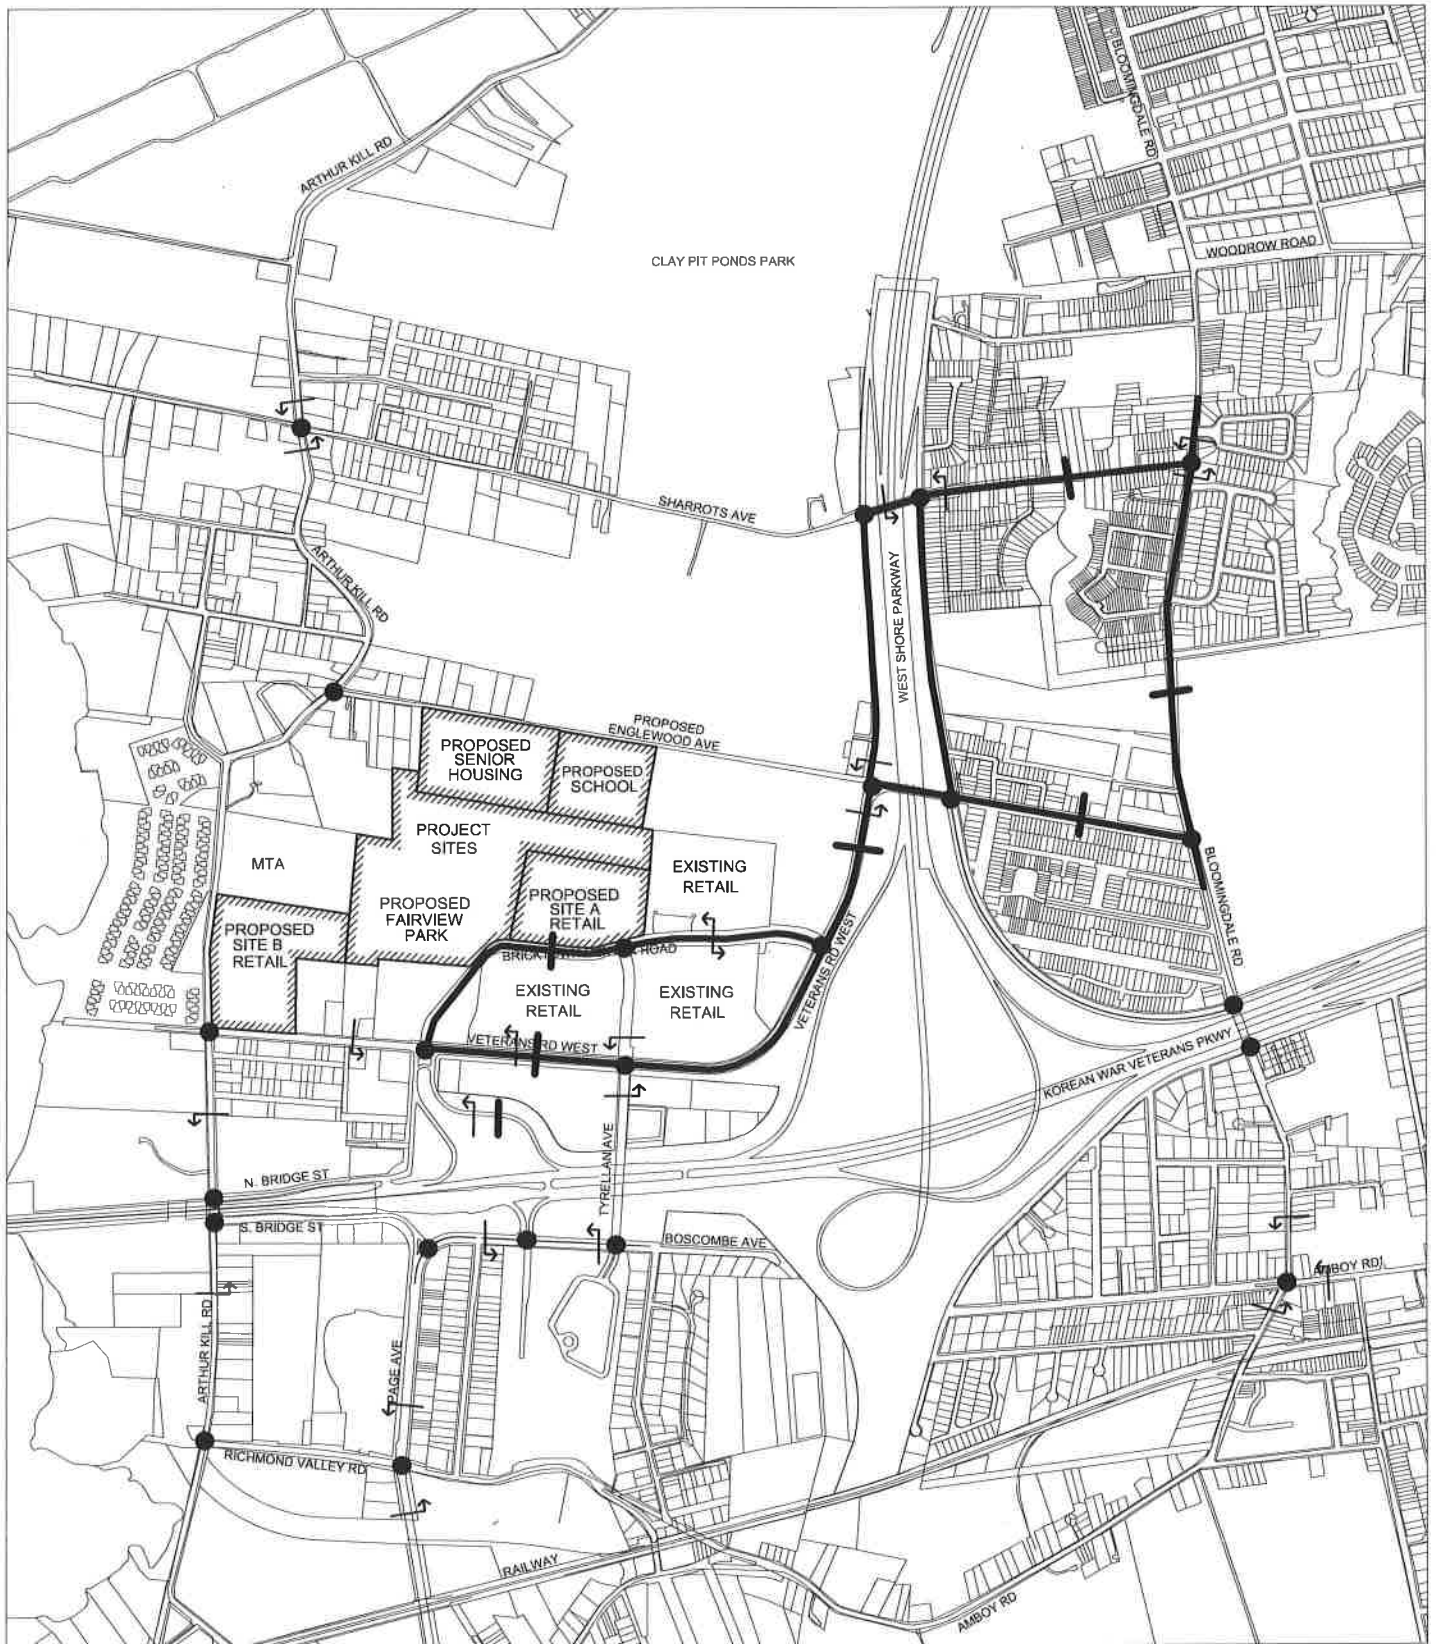 BLOOMINGDALE RD
ARTHUR KILL RD
WOODROW ROAD
CLAY PIT PONDS PARK
SHARROTS AVE
ARTHUR KILL RD
WEST SHORE PARKWAY
PROPOSED
ENGLEWOOD AVE
PROPOSED
SENIOR
HOUSING
PROPOSED
SCHOOL
PROJECT
SITES
MTA
EXISTING
RETAIL
BLOOMINGDALE RD
PROPOSED
SITE A
RETAIL
PROPOSED
FAIRVIEW
PARK
PROPOSED
SITE B
RETAIL
VETERANS RD WEST
ROAD
EXISTING
RETAIL
EXISTING
RETAIL
VETERANS RD WEST
KOREAN WAR VETERANS PKWY
TYRELLAN AVE
N. BRIDGE ST
S. BRIDGE ST
BOSCOMBE AVE
AMBOY RD
ARTHUR KILL RD
PAGE AVE
RICHMOND VALLEY RD
RAILWAY
AMBOY RD